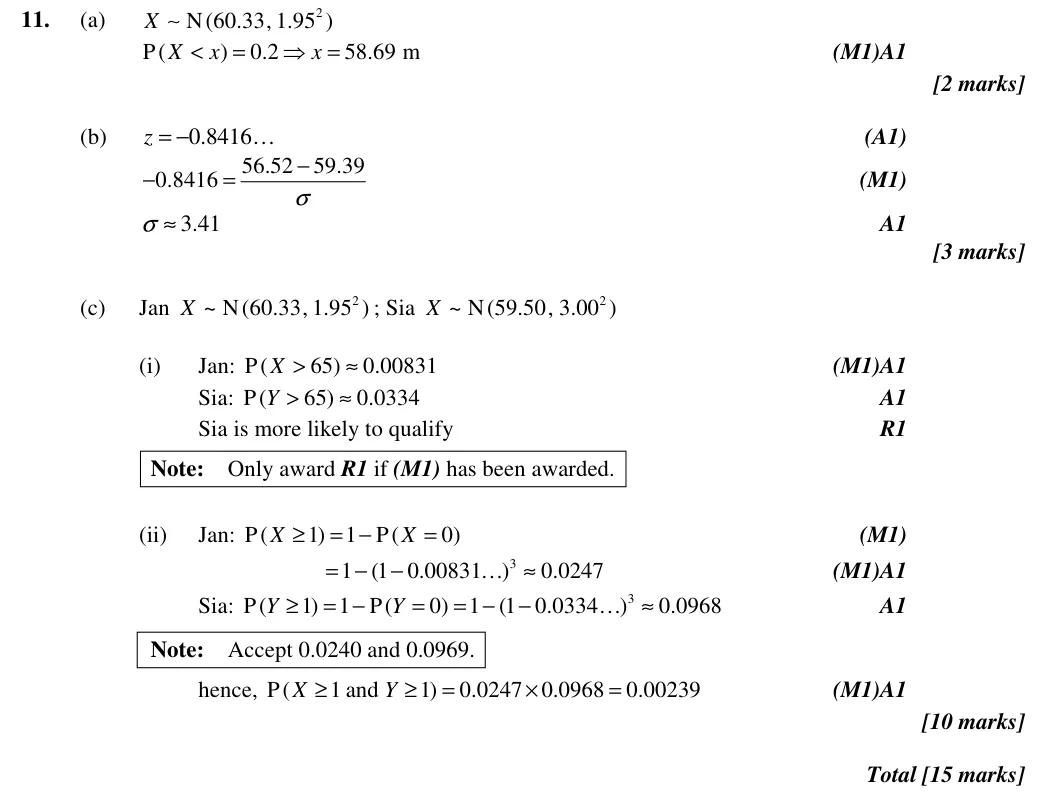 11. (a) X ~ N(60.33, 1.95²)
P(X < x) = 0.2 ⇒ x = 58.69 m (M1)A1
[2 marks]
(b) z = −0.8416… (A1)
−0.8416 = (56.52 − 59.39)/σ (M1)
σ ≈ 3.41 A1
[3 marks]
(c) Jan X ~ N(60.33, 1.95²); Sia X ~ N(59.50, 3.00²)
(i) Jan: P(X > 65) ≈ 0.00831 (M1)A1
Sia: P(Y > 65) ≈ 0.0334 A1
Sia is more likely to qualify R1
Note: Only award R1 if (M1) has been awarded.
(ii) Jan: P(X ≥ 1) = 1 − P(X = 0) (M1)
= 1 − (1 − 0.00831…)³ ≈ 0.0247 (M1)A1
Sia: P(Y ≥ 1) = 1 − P(Y = 0) = 1 − (1 − 0.0334…)³ ≈ 0.0968 A1
Note: Accept 0.0240 and 0.0969.
hence, P(X ≥ 1 and Y ≥ 1) = 0.0247 × 0.0968 = 0.00239 (M1)A1
[10 marks]
Total [15 marks]